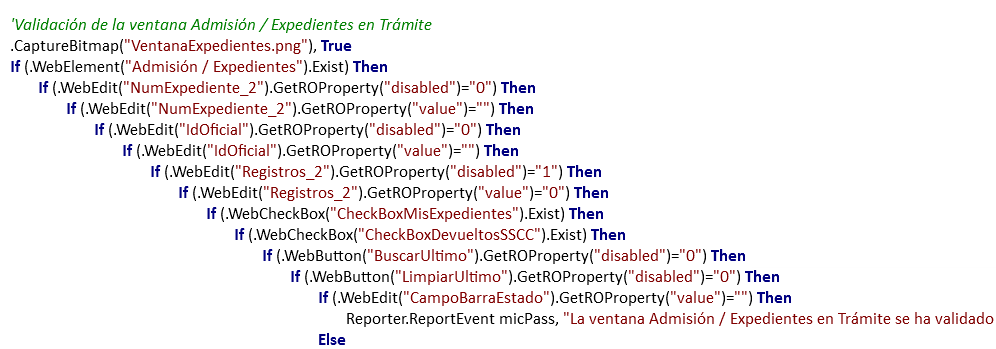 'Validación de la ventana Admisión / Expedientes en Trámite
.CaptureBitmap("VentanaExpedientes.png"), True
If (.WebElement("Admisión / Expedientes").Exist) Then
If (.WebEdit("NumExpediente_2").GetROProperty("disabled")="0") Then
If (.WebEdit("NumExpediente_2").GetROProperty("value")="") Then
If (.WebEdit("IdOficial").GetROProperty("disabled")="0") Then
If (.WebEdit("IdOficial").GetROProperty("value")="") Then
If (.WebEdit("Registros_2").GetROProperty("disabled")="1") Then
If (.WebEdit("Registros_2").GetROProperty("value")="0") Then
If (.WebCheckBox("CheckBoxMisExpedientes").Exist) Then
If (.WebCheckBox("CheckBoxDevueltosSSCC").Exist) Then
If (.WebButton("BuscarUltimo").GetROProperty("disabled")="0") Then
If (.WebButton("LimpiarUltimo").GetROProperty("disabled")="0") Then
If (.WebEdit("CampoBarraEstado").GetROProperty("value")="") Then
Reporter.ReportEvent micPass, "La ventana Admisión / Expedientes en Trámite se ha validado
Else